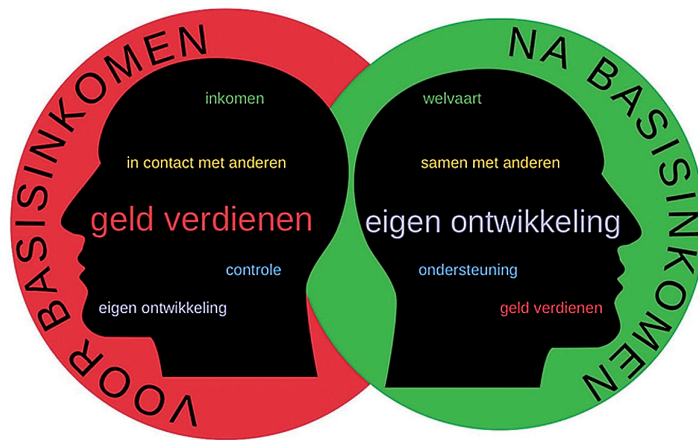 VOOR BASISINKOMEN
inkomen
in contact met anderen
geld verdienen
controle
eigen ontwikkeling
NA BASISINKOMEN
welvaart
samen met anderen
eigen ontwikkeling
ondersteuning
geld verdienen